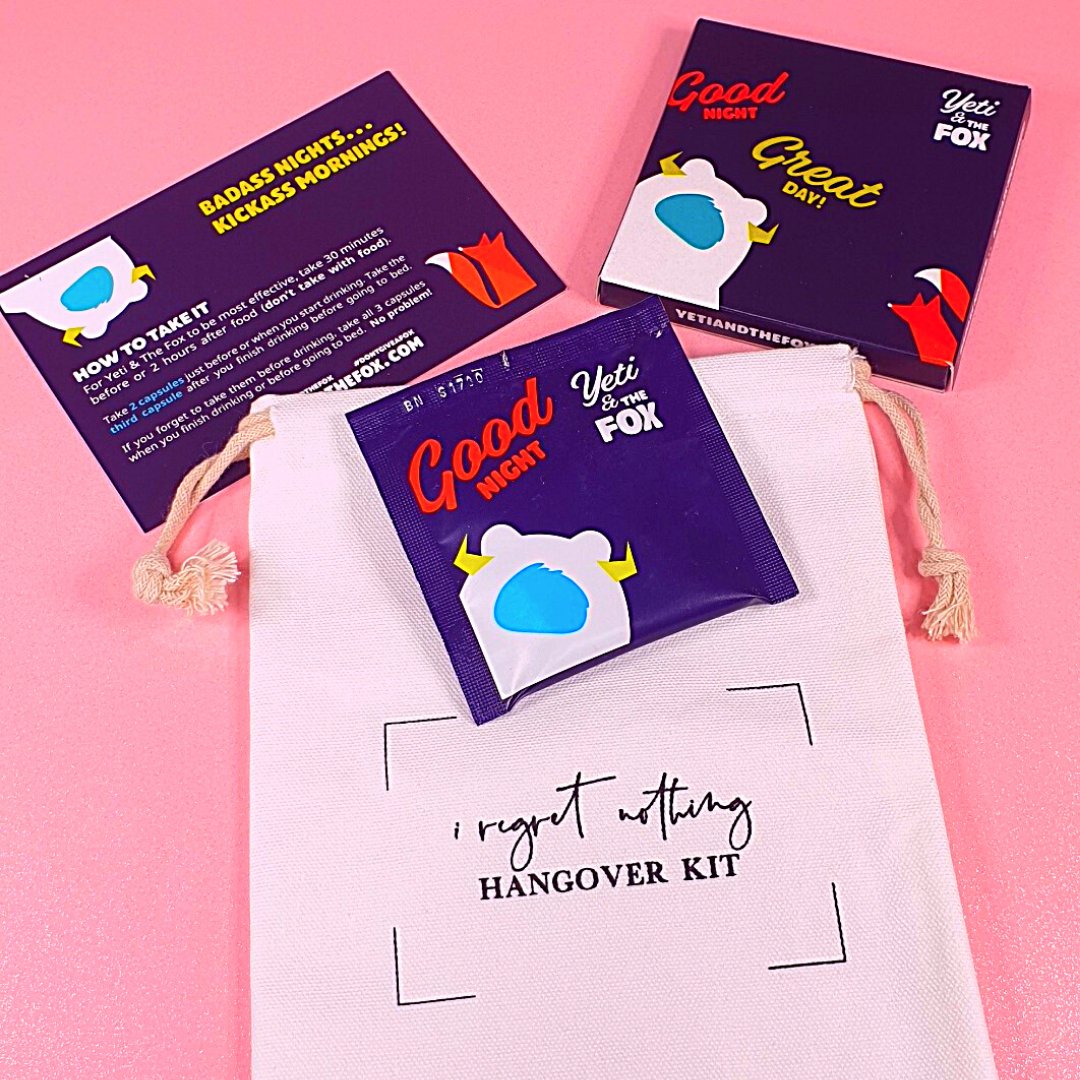 BADASS NIGHTS...
KICKASS MORNINGS!
HOW TO TAKE IT
For Yeti & The Fox to be most effective, take 30 minutes
before or 2 hours after food (don't take with food).
Take 2 capsules just before or when you start drinking. Take the
third capsule after you finish drinking before going to bed.
If you forget to take them before drinking, take all 3 capsules
when you finish drinking or before going to bed. No problem!
#DONTGIVEAFOX
THEFOX
THEFOX.COM
Good
NIGHT
Yeti
& THE
FOX
Great
DAY!
YETIANDTHEFOX
BN
Good
NIGHT
Yeti
& THE
FOX
i regret nothing
HANGOVER KIT